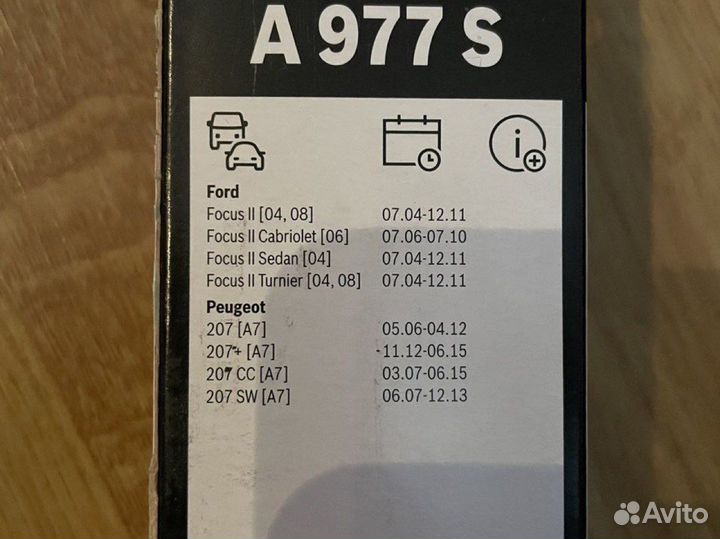 A 977 S
Ford
Focus II [04, 08] 07.04-12.11
Focus II Cabriolet [06] 07.06-07.10
Focus II Sedan [04] 07.04-12.11
Focus II Turnier [04, 08] 07.04-12.11
Peugeot
207 [A7] 05.06-04.12
207+ [A7] 11.12-06.15
207 CC [A7] 03.07-06.15
207 SW [A7] 06.07-12.13
Avito